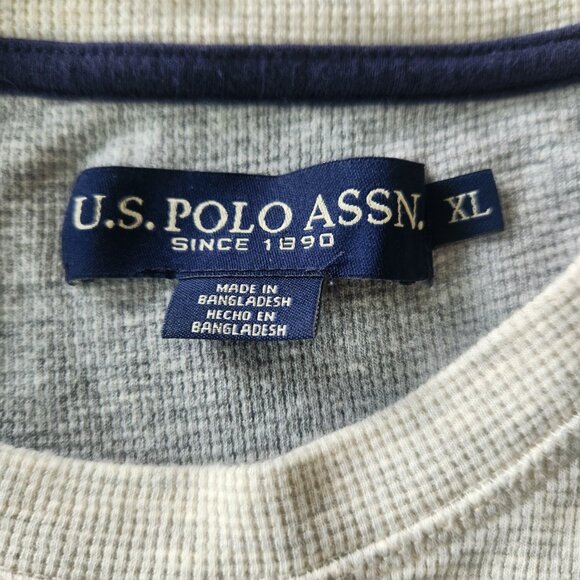 U.S. POLO ASSN. XL
SINCE 1890
MADE IN
BANGLADESH
HECHO EN
BANGLADESH